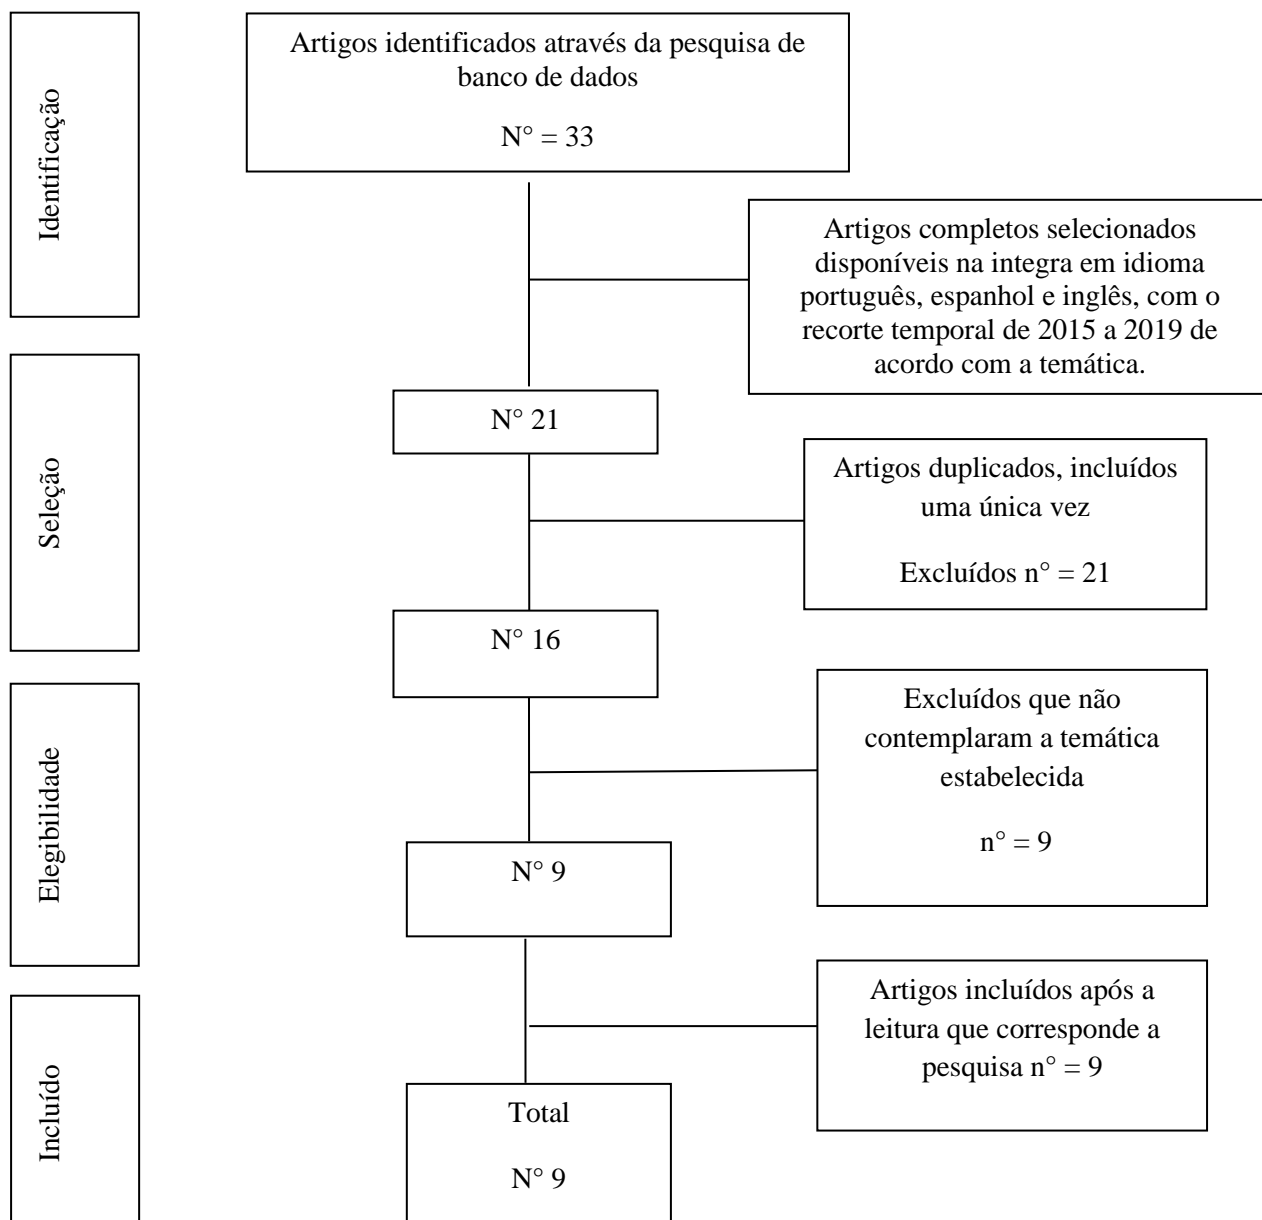 Identificação
Artigos identificados através da pesquisa de
banco de dados
N° = 33
Artigos completos selecionados
disponíveis na integra em idioma
português, espanhol e inglês, com o
recorte temporal de 2015 a 2019 de
acordo com a temática.
Seleção
N° 21
Artigos duplicados, incluídos
uma única vez
Excluídos n° = 21
N° 16
Elegibilidade
Excluídos que não
contemplaram a temática
estabelecida
n° = 9
N° 9
Incluído
Artigos incluídos após a
leitura que corresponde a
pesquisa n° = 9
Total
N° 9